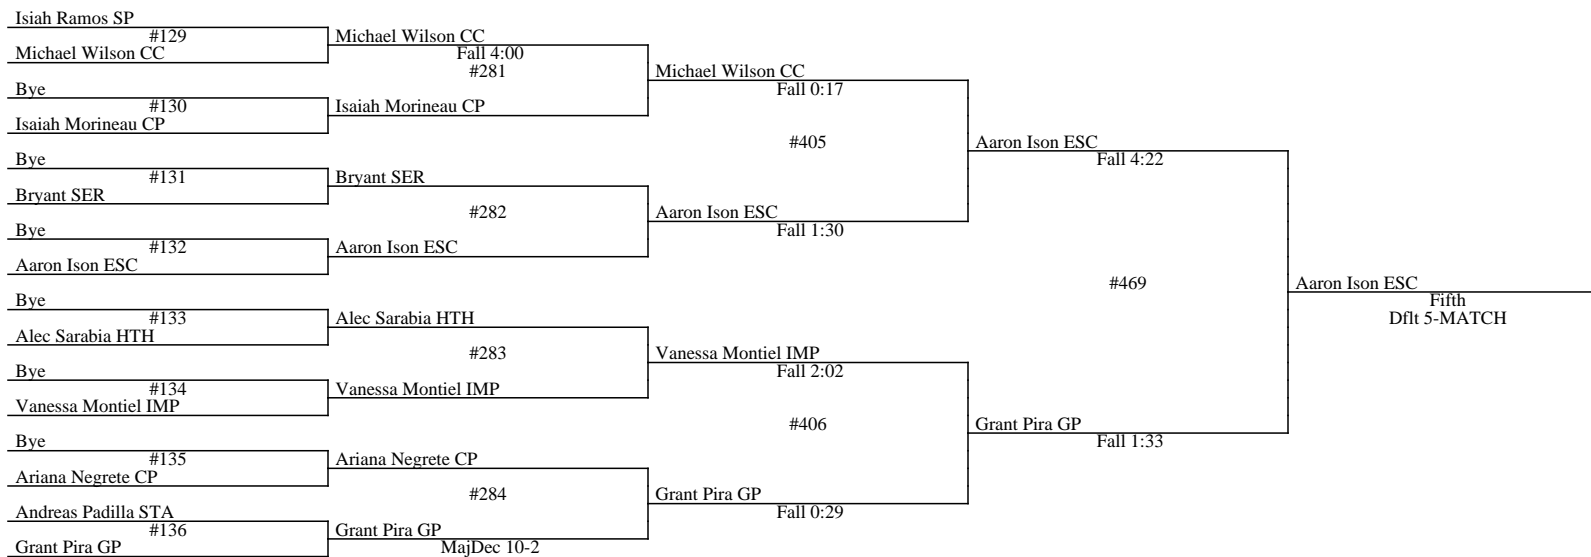 Isiah Ramos SP
#129
Michael Wilson CC
Bye
#130
Isaiah Morineau CP
Bye
#131
Bryant SER
Bye
#132
Aaron Ison ESC
Bye
#133
Alec Sarabia HTH
Bye
#134
Vanessa Montiel IMP
Bye
#135
Ariana Negrete CP
Andreas Padilla STA
#136
Grant Pira GP
Michael Wilson CC
Fall 4:00
#281
Isaiah Morineau CP
Bryant SER
#282
Aaron Ison ESC
Alec Sarabia HTH
#283
Vanessa Montiel IMP
Ariana Negrete CP
#284
Grant Pira GP
MajDec 10-2
Michael Wilson CC
Fall 0:17
#405
Aaron Ison ESC
Fall 1:30
Vanessa Montiel IMP
Fall 2:02
#406
Grant Pira GP
Fall 0:29
Aaron Ison ESC
Fall 4:22
#469
Grant Pira GP
Fall 1:33
Aaron Ison ESC
Fifth
Dflt 5-MATCH